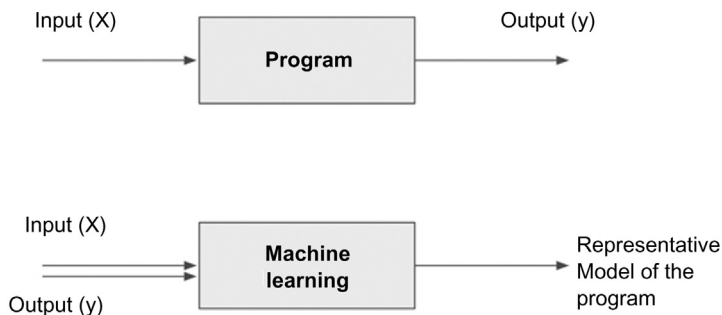 Input (X)
Output (y)
Program
Input (X)
Output (y)
Machine
learning
Representative
Model of the
program